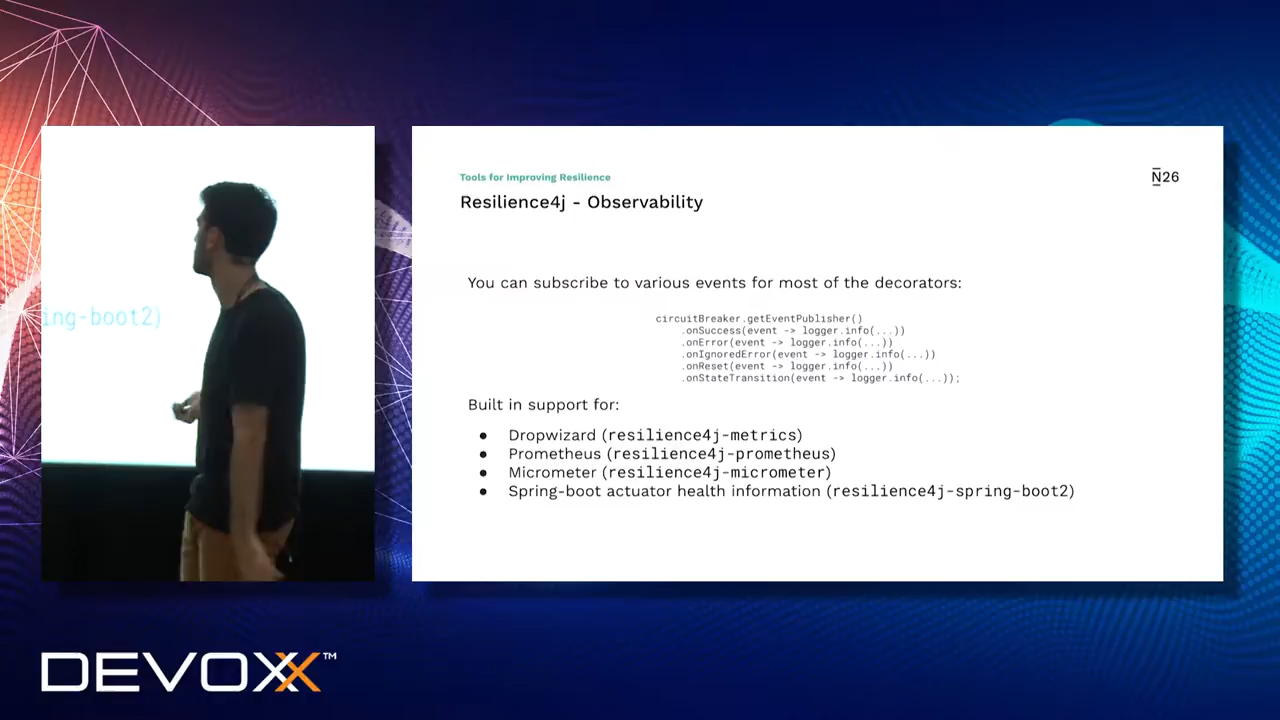 ing-boot2)
Tools for Improving Resilience
N26
Resilience4j - Observability
You can subscribe to various events for most of the decorators:
circuitBreaker.getEventPublisher()
.onSuccess(event -> logger.info(...))
.onError(event -> logger.info(...))
.onIgnoredError(event -> logger.info(...))
.onReset(event -> logger.info(...))
.onStateTransition(event -> logger.info(...));
Built in support for:
● Dropwizard (resilience4j-metrics)
● Prometheus (resilience4j-prometheus)
● Micrometer (resilience4j-micrometer)
● Spring-boot actuator health information (resilience4j-spring-boot2)
DEVOXX™